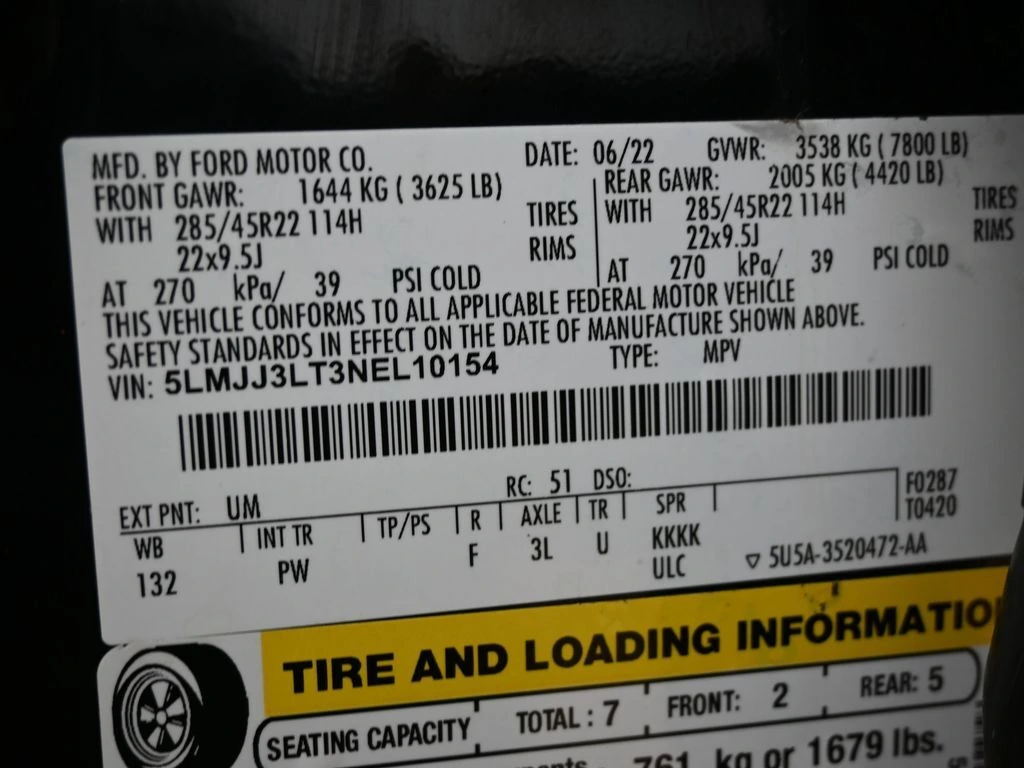 MFD. BY FORD MOTOR CO. DATE: 06/22 GVWR: 3538 KG ( 7800 LB)
FRONT GAWR: 1644 KG ( 3625 LB) REAR GAWR: 2005 KG ( 4420 LB)
WITH 285/45R22 114H TIRES WITH 285/45R22 114H TIRES
22x9.5J RIMS 22x9.5J RIMS
AT 270 kPa/ 39 PSI COLD AT 270 kPa/ 39 PSI COLD
THIS VEHICLE CONFORMS TO ALL APPLICABLE FEDERAL MOTOR VEHICLE
SAFETY STANDARDS IN EFFECT ON THE DATE OF MANUFACTURE SHOWN ABOVE.
VIN: 5LMJJ3LT3NEL10154 TYPE: MPV
EXT PNT: UM RC: 51 DSO: F0287
WB INT TR TP/PS R AXLE TR SPR T0420
132 PW F 3L U KKKK
ULC ▽ 5U5A-3520472-AA
TIRE AND LOADING INFORMATIO
SEATING CAPACITY TOTAL : 7 FRONT: 2 REAR: 5
761 kg or 1679 lbs.